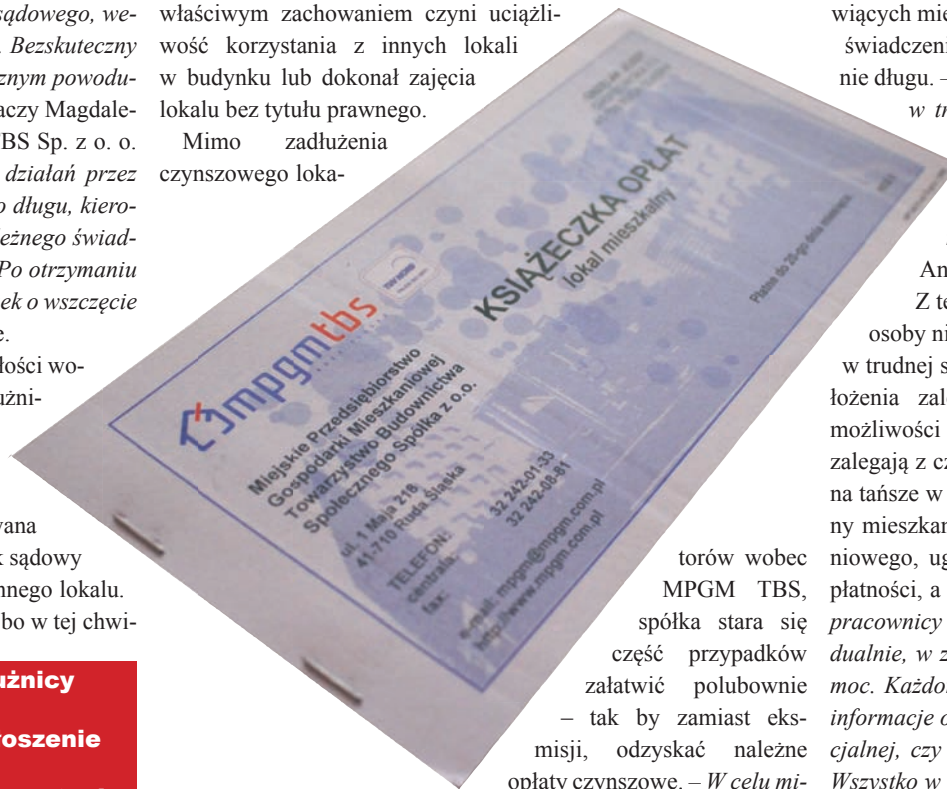 sądowego, we-
Bezskuteczny
znym powodu-
aczy Magdale-
BS Sp. z o. o.
działań przez
o długu, kiero-
leżnego świad-
Po otrzymaniu
ek o wszczęcie
e.
łości wo-
użni-
wana
k sądowy
nnego lokalu.
bo w tej chwi-
użnicy
oszenie
właściwym zachowaniem czyni uciążli-
wość korzystania z innych lokali
w budynku lub dokonał zajęcia
lokalu bez tytułu prawnego.
Mimo zadłużenia
czynszowego loka-
mpgmtbs
Miejskie Przedsiębiorstwo
Gospodarki Mieszkaniowej
Towarzystwo Budownictwa
Społecznego Spółka z o.o.
ul. 1 Maja 218
41-710 Ruda Śląska
TELEFON:
centrala: 32 242-01-33
fax: 32 242-08-81
e-mail: mpgm@mpgm.com.pl
http://www.mpgm.com.pl
KSIĄŻECZKA OPŁAT
lokal mieszkalny
Płatne do 20-go dnia miesiąca
torów wobec
MPGM TBS,
spółka stara się
część przypadków
załatwić polubownie
– tak by zamiast eks-
misji, odzyskać należne
opłaty czynszowe. – W celu mi-
wiących mie
świadczeni
nie długu. –
w tr
An
Z te
osoby ni
w trudnej s
łożenia zale
możliwości
zalegają z cz
na tańsze w
ny mieszkan
niowego, ug
płatności, a
pracownicy
dualnie, w z
moc. Każdo
informacje o
cjalnej, czy
Wszystko w